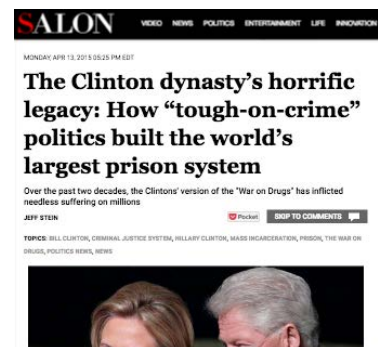 SALON VIDEO NEWS POLITICS ENTERTAINMENT LIFE INNOVATION
MONDAY, APR 13, 2015 05:25 PM EDT
The Clinton dynasty's horrific
legacy: How “tough-on-crime”
politics built the world's
largest prison system
Over the past two decades, the Clintons' version of the "War on Drugs" has inflicted
needless suffering on millions
JEFF STEIN Pocket SKIP TO COMMENTS
TOPICS: BILL CLINTON, CRIMINAL JUSTICE SYSTEM, HILLARY CLINTON, MASS INCARCERATION, PRISON, THE WAR ON
DRUGS, POLITICS NEWS, NEWS